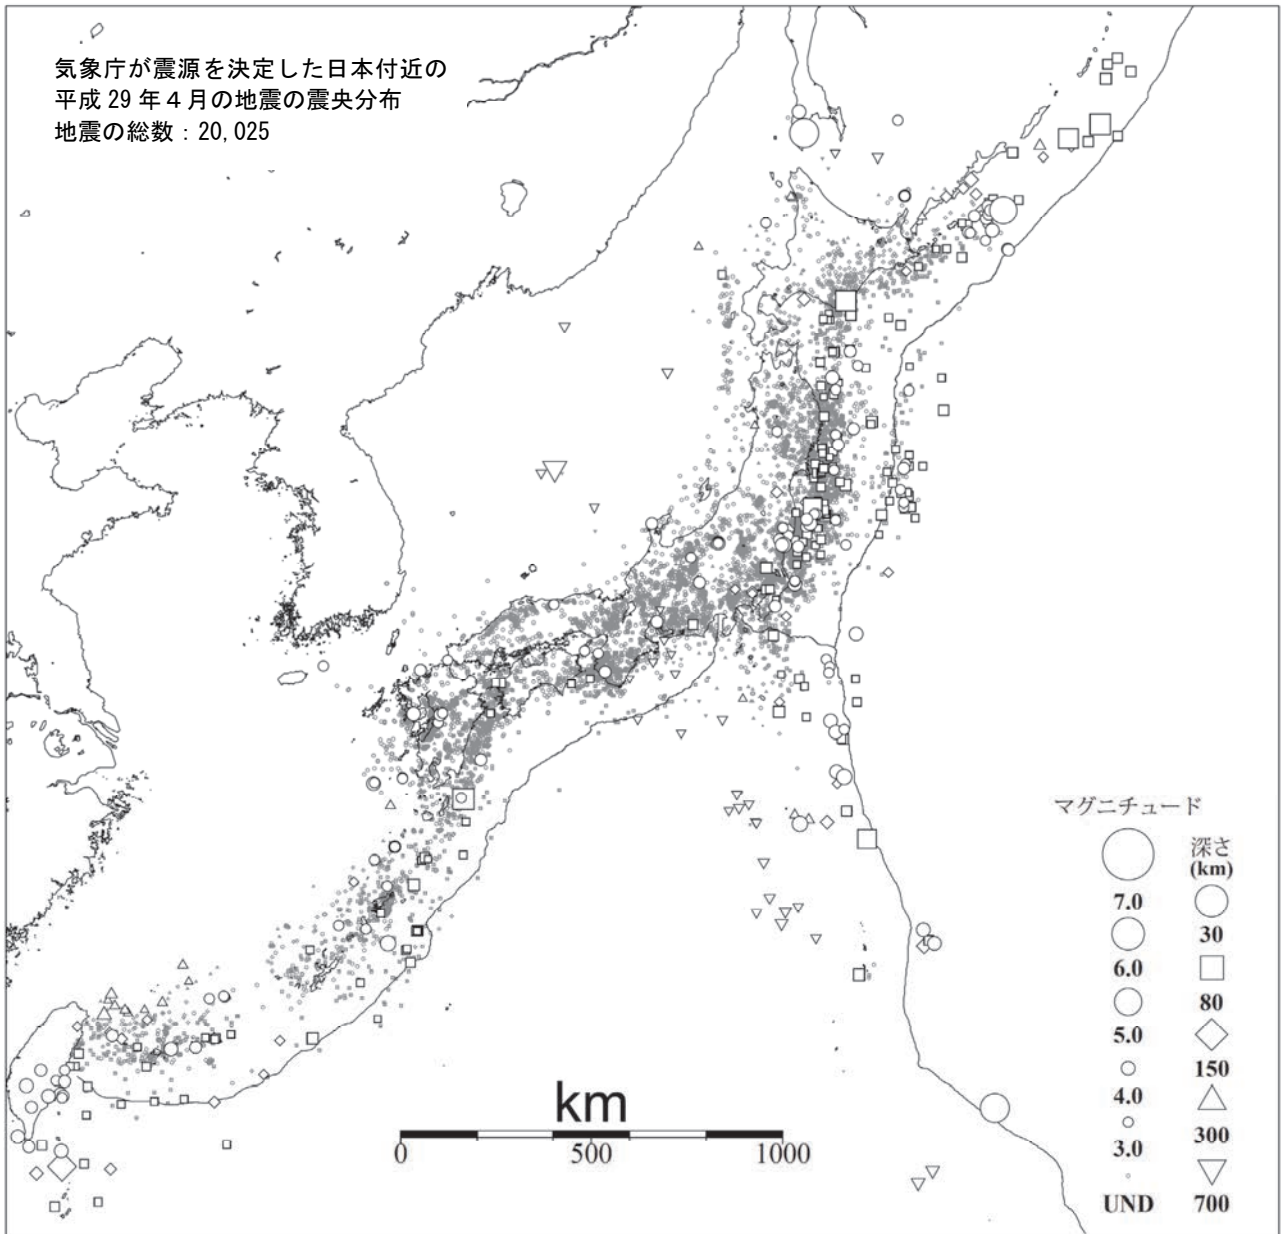 気象庁が震源を決定した日本付近の
平成29年４月の地震の震央分布
地震の総数：20,025
マグニチュード
深さ
(km)
7.0
30
6.0
80
5.0
150
4.0
300
3.0
UND 700
km
0 500 1000